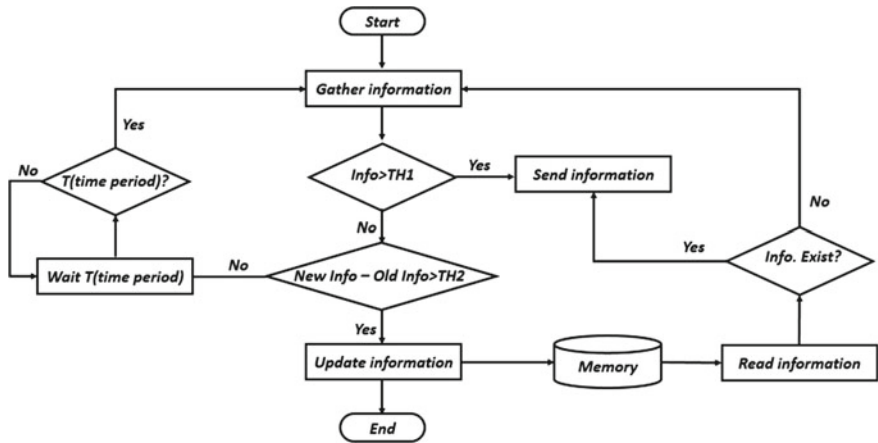 Start
Gather information
Yes
No
T(time period)?
Info>TH1
Yes
Send information
No
No
Wait T(time period)
No
New Info – Old Info>TH2
Yes
Info. Exist?
Yes
Update information
Memory
Read information
End